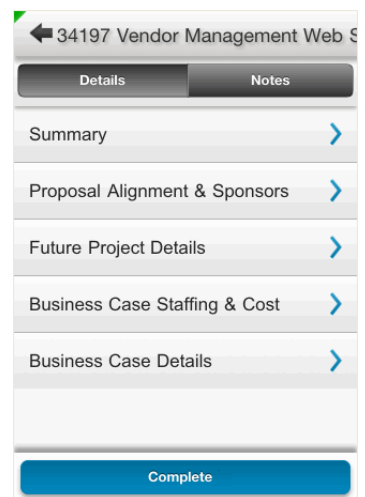 34197 Vendor Management Web S
Details Notes
Summary
Proposal Alignment & Sponsors
Future Project Details
Business Case Staffing & Cost
Business Case Details
Complete